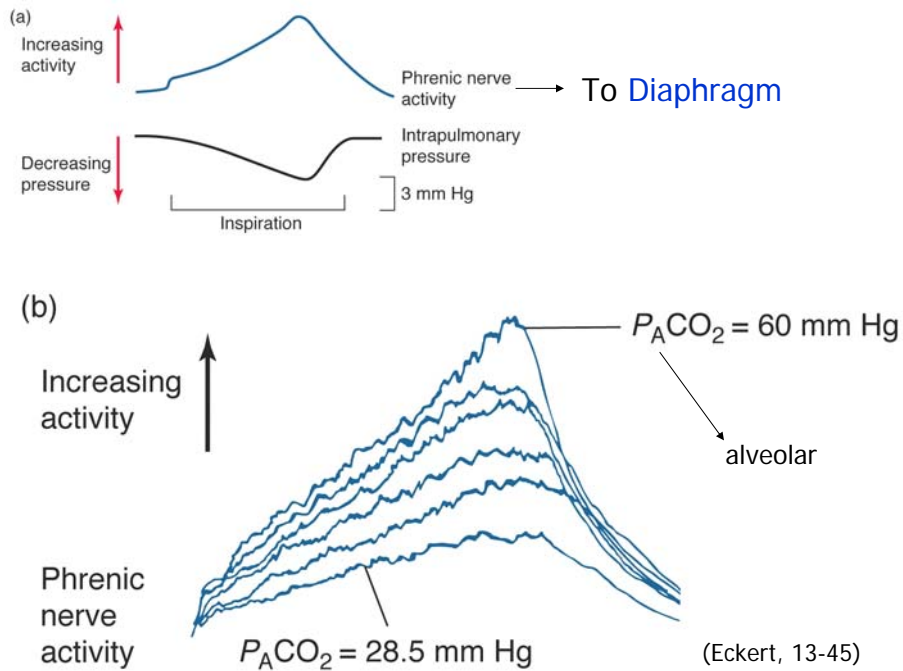 (a)
Increasing
activity
Phrenic nerve
activity
To Diaphragm
Decreasing
pressure
Intrapulmonary
pressure
3 mm Hg
Inspiration
(b)
Increasing
activity
PACO2 = 60 mm Hg
alveolar
Phrenic
nerve
activity
PACO2 = 28.5 mm Hg
(Eckert, 13-45)